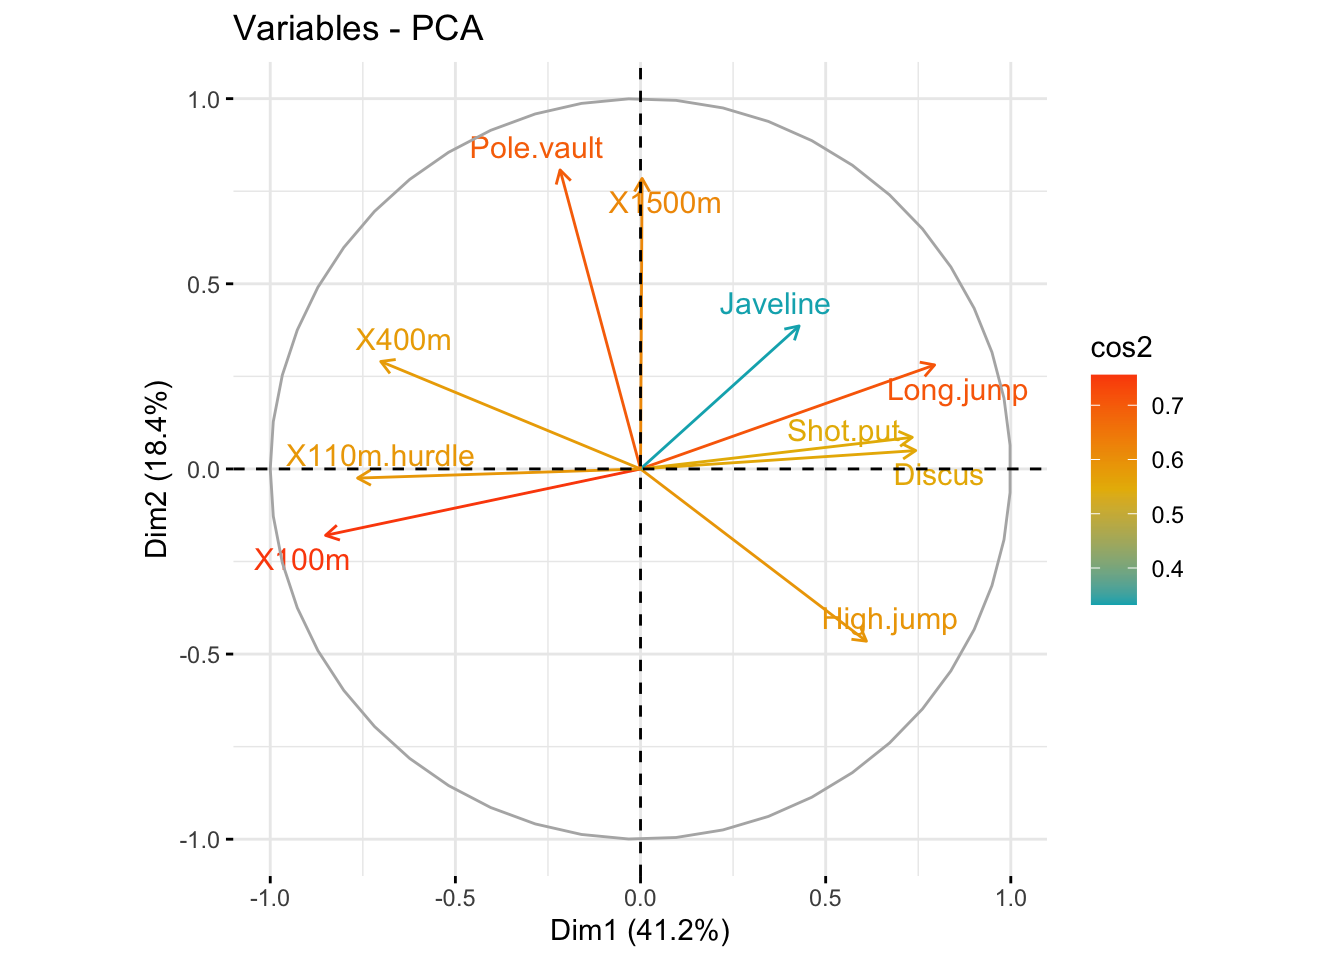 Variables - PCA
1.0
Pole.vault
X1500m
0.5
Javeline
X400m
Long.jump
Shot.put
X110m.hurdle
0.0
Discus
X100m
High.jump
-0.5
-1.0
-1.0 -0.5 0.0 0.5 1.0
Dim1 (41.2%)
Dim2 (18.4%)
cos2
0.7
0.6
0.5
0.4